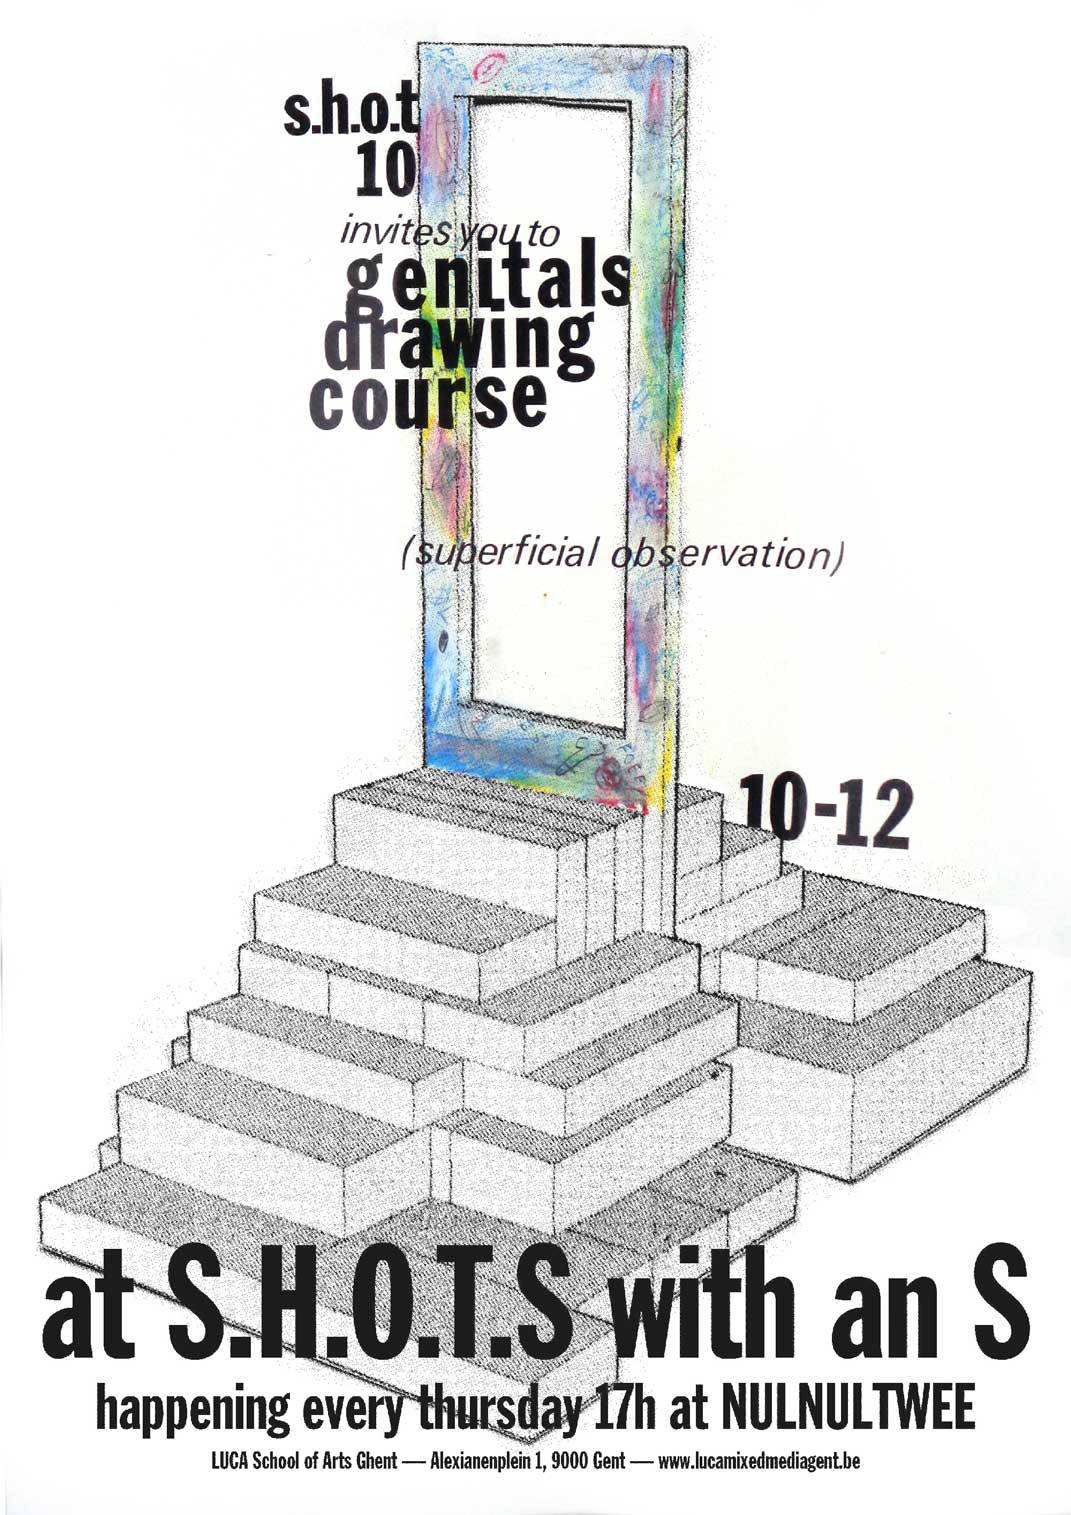 s.h.o.t
10
invites you to
genitals
drawing
course
(superficial observation)
10-12
at S.H.O.T.S with an S
happening every thursday 17h at NULNULTWEE
LUCA School of Arts Ghent — Alexianenplein 1, 9000 Gent — www.lucamixedmediagent.be